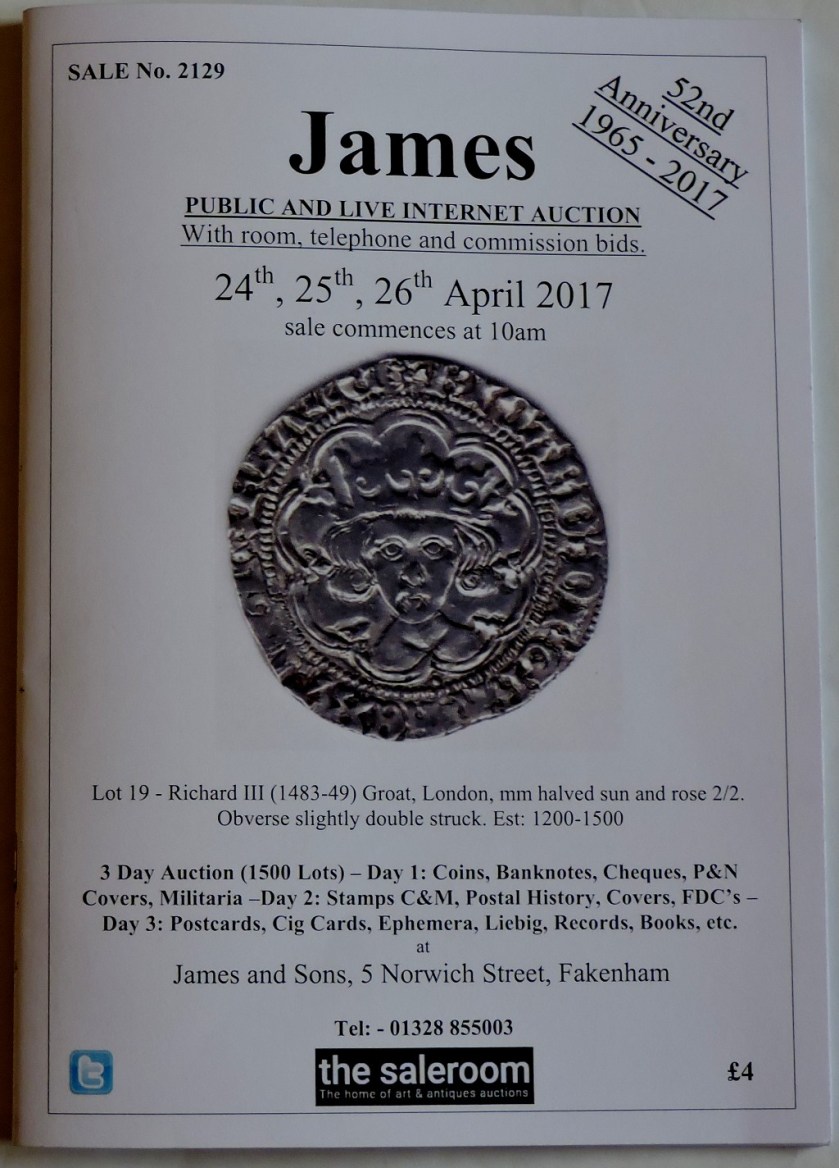 SALE No. 2129
52nd
Anniversary
1965 - 2017
James
PUBLIC AND LIVE INTERNET AUCTION
With room, telephone and commission bids.
24th, 25th, 26th April 2017
sale commences at 10am
Lot 19 - Richard III (1483-49) Groat, London, mm halved sun and rose 2/2.
Obverse slightly double struck. Est: 1200-1500
3 Day Auction (1500 Lots) – Day 1: Coins, Banknotes, Cheques, P&N
Covers, Militaria –Day 2: Stamps C&M, Postal History, Covers, FDC's –
Day 3: Postcards, Cig Cards, Ephemera, Liebig, Records, Books, etc.
at
James and Sons, 5 Norwich Street, Fakenham
Tel: - 01328 855003
the saleroom
The home of art & antiques auctions
£4